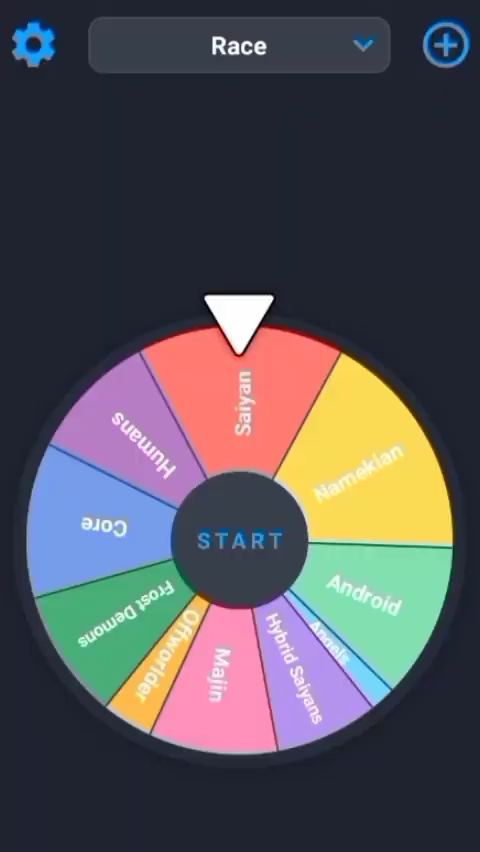 Race
Saiyan
Namekian
Android
Angels
Hybrid Saiyans
Majin
Offworlder
Frost Demons
Core
Humans
START